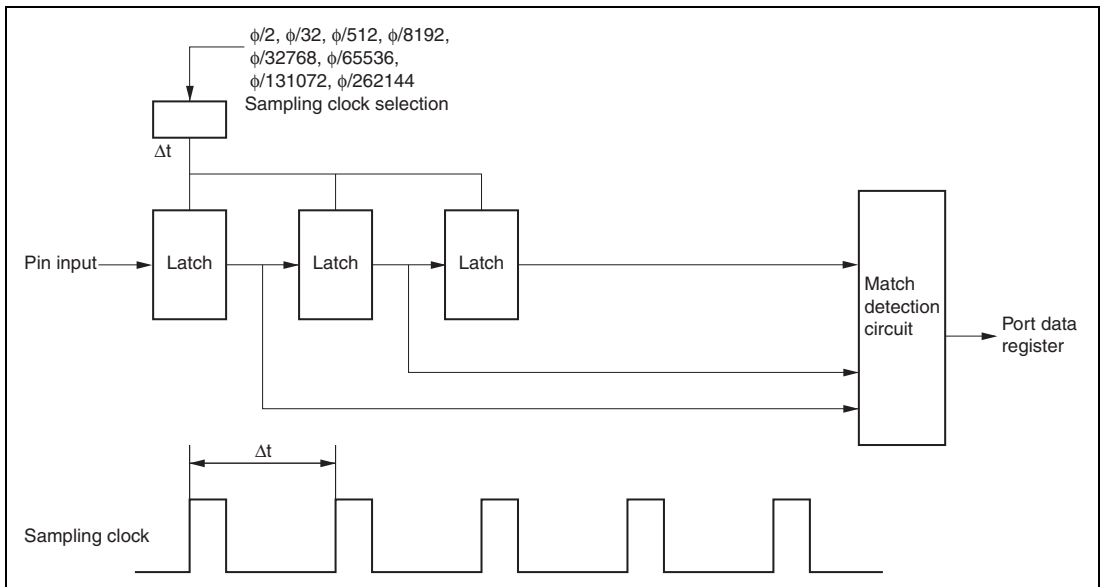 ϕ/2, ϕ/32, ϕ/512, ϕ/8192,
ϕ/32768, ϕ/65536,
ϕ/131072, ϕ/262144
Sampling clock selection
Δt
Pin input
Latch
Latch
Latch
Match
detection
circuit
Port data
register
Δt
Sampling clock